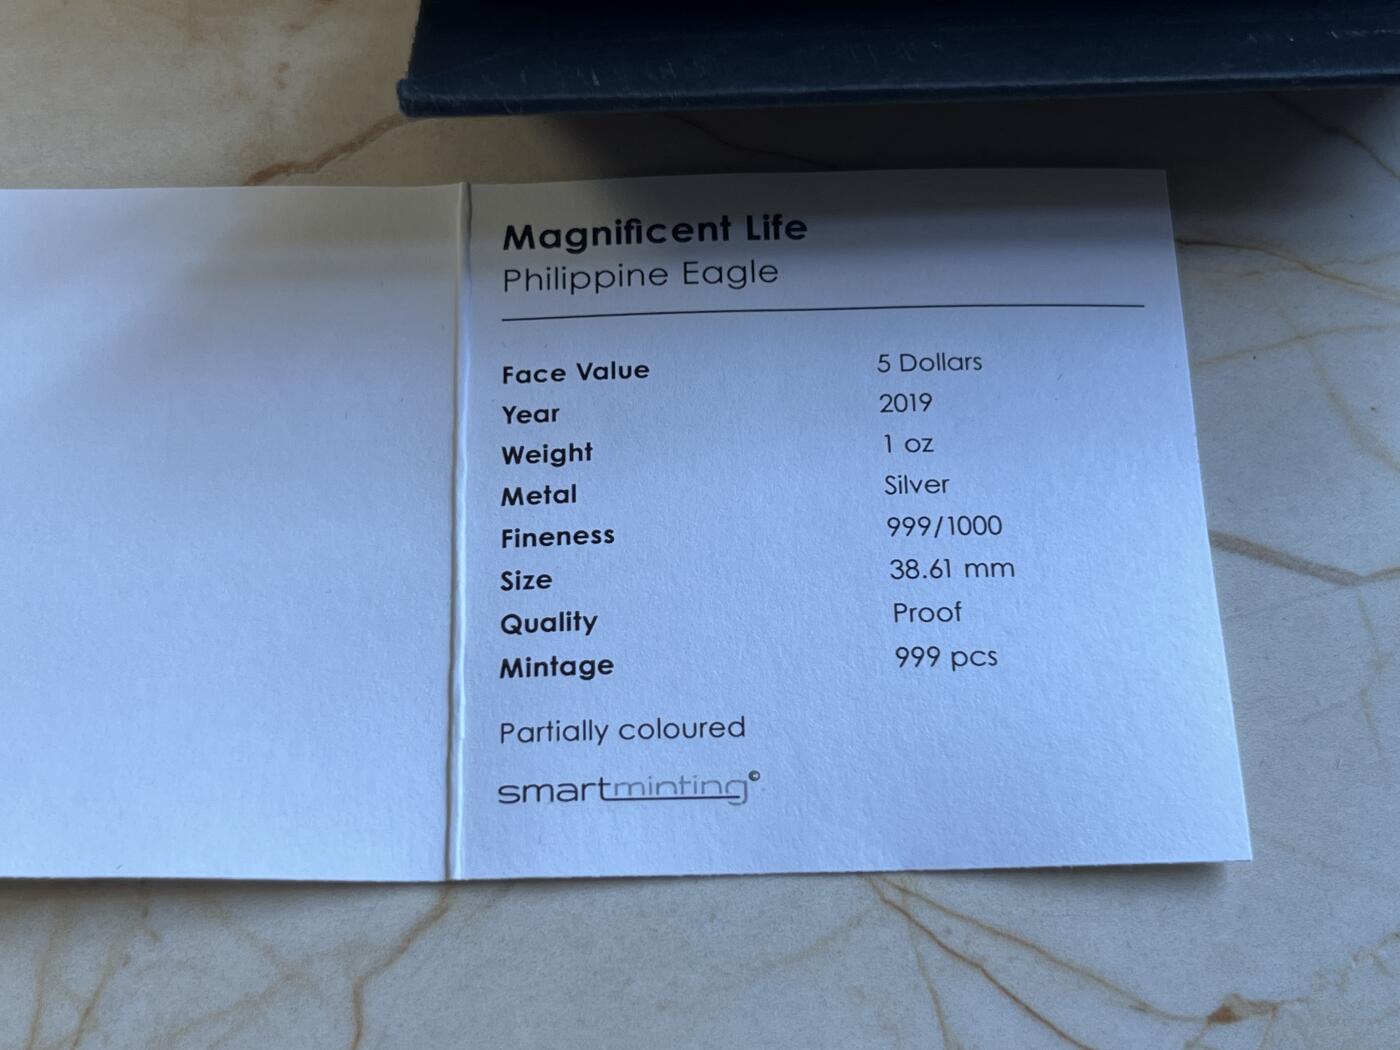 Magnificent Life
Philippine Eagle
Face Value 5 Dollars
Year 2019
Weight 1 oz
Metal Silver
Fineness 999/1000
Size 38.61 mm
Quality Proof
Mintage 999 pcs
Partially coloured
smartminting©